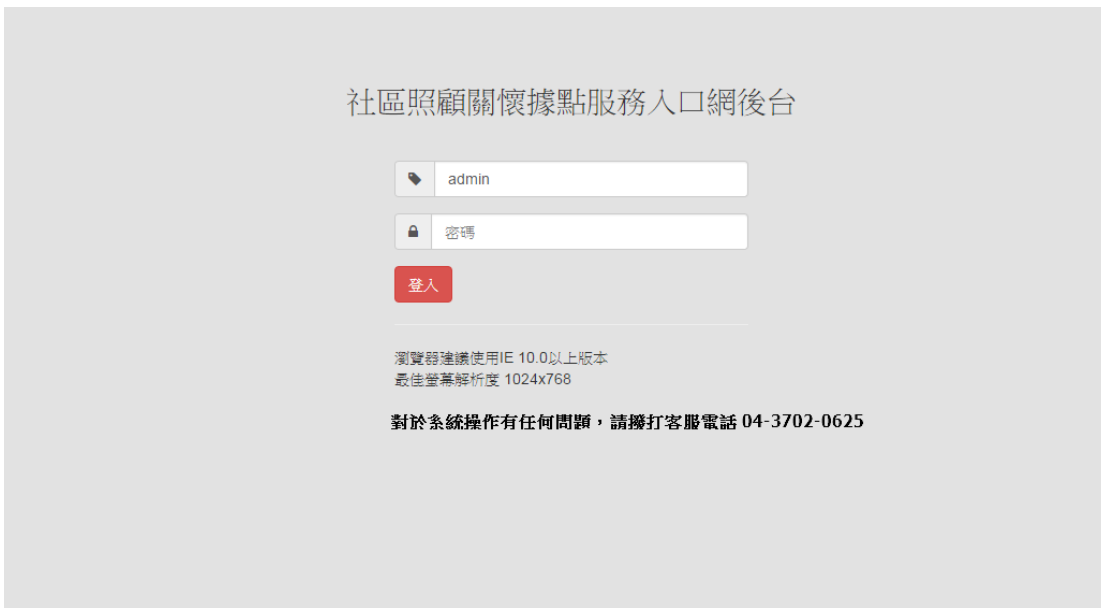 社區照顧關懷據點服務入口網後台
admin
密碼
登入
瀏覽器建議使用IE 10.0以上版本
最佳螢幕解析度 1024x768
對於系統操作有任何問題，請撥打客服電話 04-3702-0625